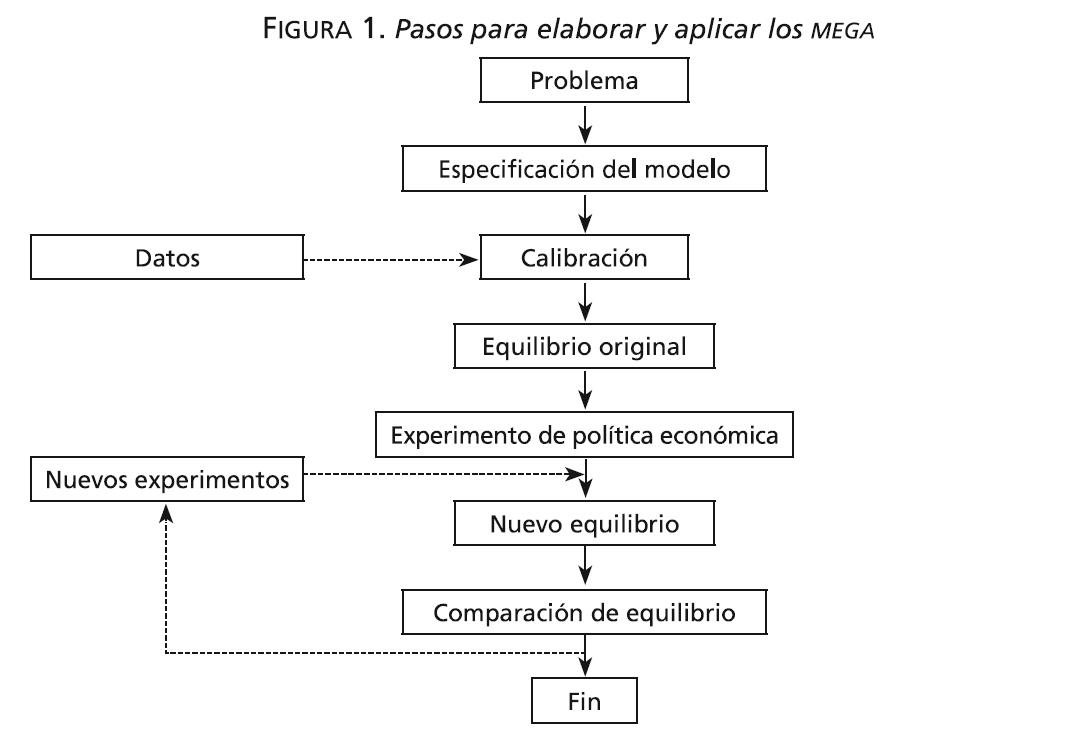 FIGURA 1. Pasos para elaborar y aplicar los MEGA
Problema
Especificación del modelo
Datos
Calibración
Equilibrio original
Experimento de política económica
Nuevos experimentos
Nuevo equilibrio
Comparación de equilibrio
Fin